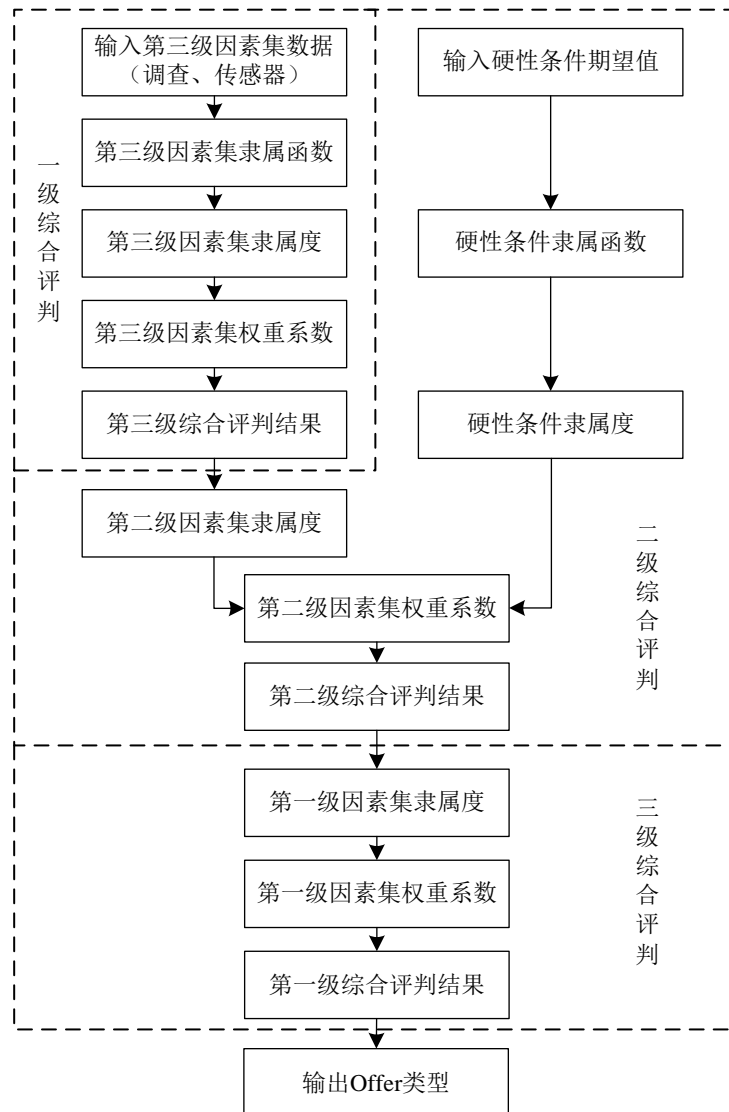 输入第三级因素集数据
（调查、传感器）
输入硬性条件期望值
第三级因素集隶属函数
一级综合评判
第三级因素集隶属度
硬性条件隶属函数
第三级因素集权重系数
第三级综合评判结果
硬性条件隶属度
第二级因素集隶属度
二级综合评判
第二级因素集权重系数
第二级综合评判结果
第一级因素集隶属度
三级综合评判
第一级因素集权重系数
第一级综合评判结果
输出Offer类型